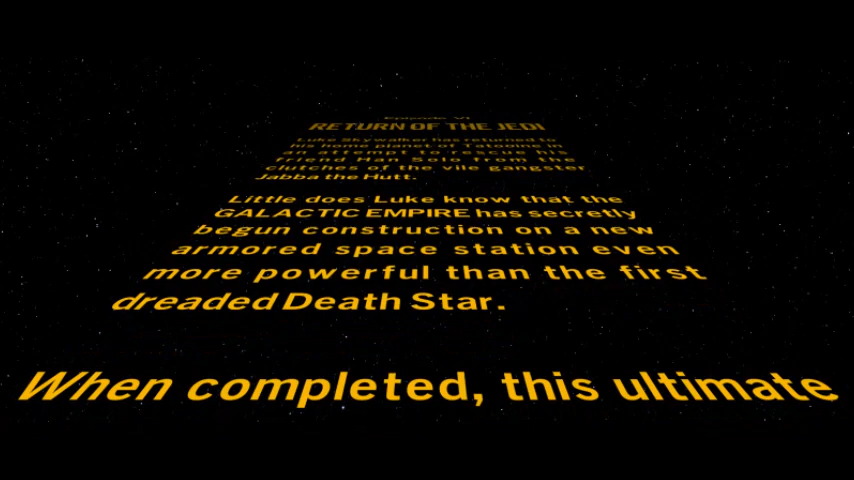 Episode VI
RETURN OF THE JEDI
Luke Skywalker has returned to
his home planet of Tatooine in
an attempt to rescue his
friend Han Solo from the
clutches of the vile gangster
Jabba the Hutt.
Little does Luke know that the
GALACTIC EMPIRE has secretly
begun construction on a new
armored space station even
more powerful than the first
dreaded Death Star.
When completed, this ultimate